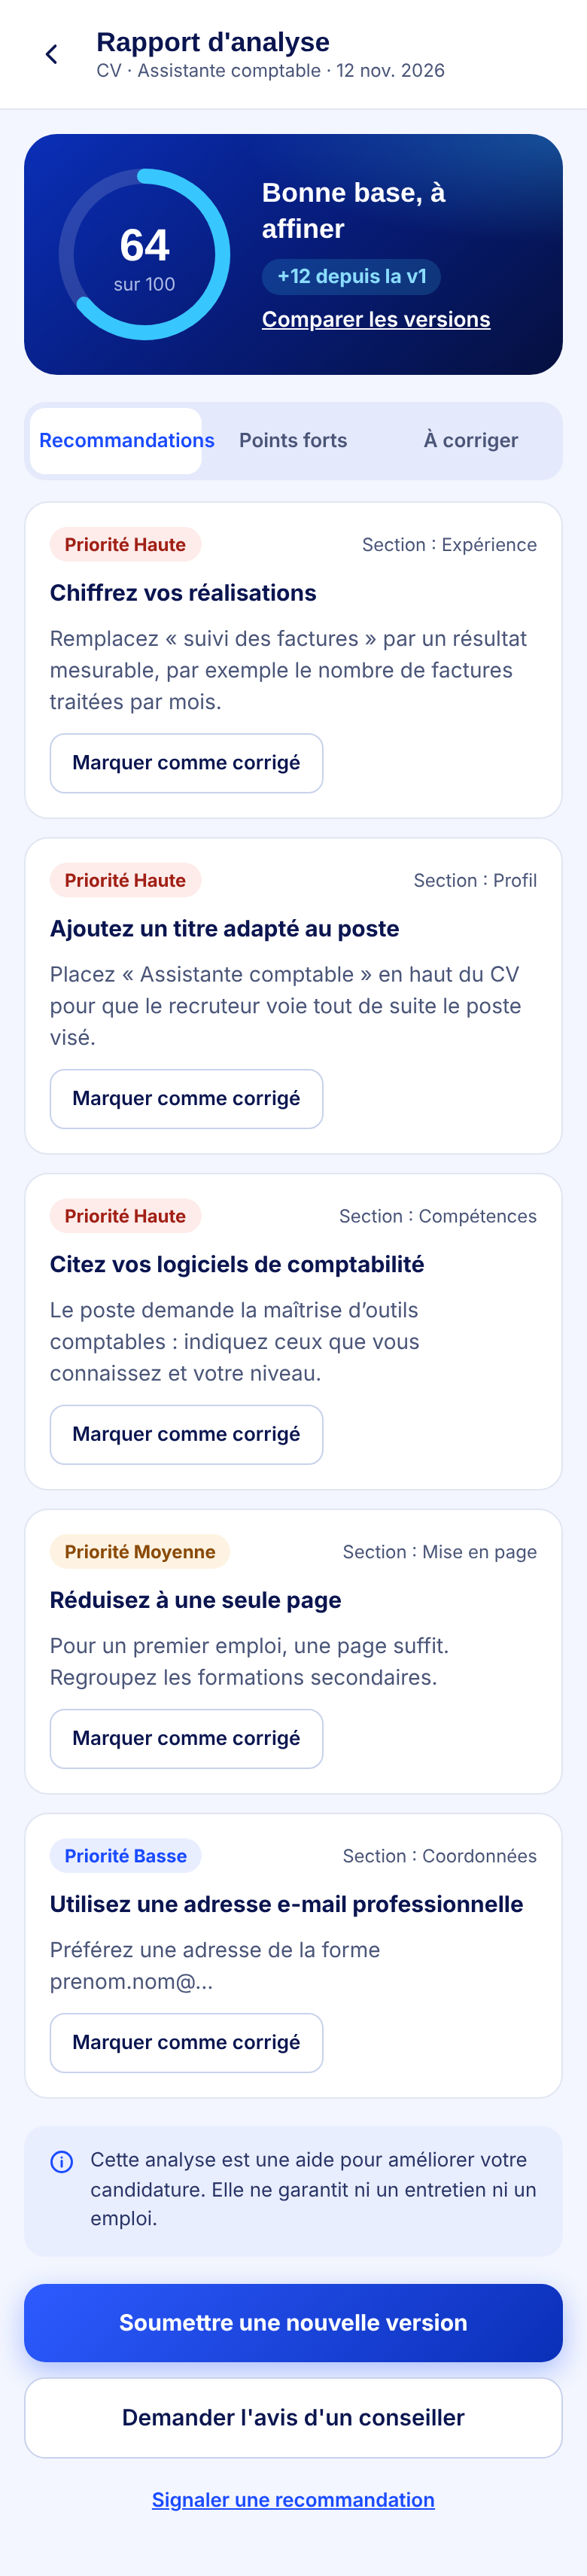 Rapport d'analyse
CV · Assistante comptable · 12 nov. 2026
64
sur 100
Bonne base, à
affiner
+12 depuis la v1
Comparer les versions
Recommandations Points forts À corriger
Priorité Haute Section : Expérience
Chiffrez vos réalisations
Remplacez « suivi des factures » par un résultat
mesurable, par exemple le nombre de factures
traitées par mois.
Marquer comme corrigé
Priorité Haute Section : Profil
Ajoutez un titre adapté au poste
Placez « Assistante comptable » en haut du CV
pour que le recruteur voie tout de suite le poste
visé.
Marquer comme corrigé
Priorité Haute Section : Compétences
Citez vos logiciels de comptabilité
Le poste demande la maîtrise d’outils
comptables : indiquez ceux que vous
connaissez et votre niveau.
Marquer comme corrigé
Priorité Moyenne Section : Mise en page
Réduisez à une seule page
Pour un premier emploi, une page suffit.
Regroupez les formations secondaires.
Marquer comme corrigé
Priorité Basse Section : Coordonnées
Utilisez une adresse e-mail professionnelle
Préférez une adresse de la forme
prenom.nom@…
Marquer comme corrigé
Cette analyse est une aide pour améliorer votre
candidature. Elle ne garantit ni un entretien ni un
emploi.
Soumettre une nouvelle version
Demander l'avis d'un conseiller
Signaler une recommandation